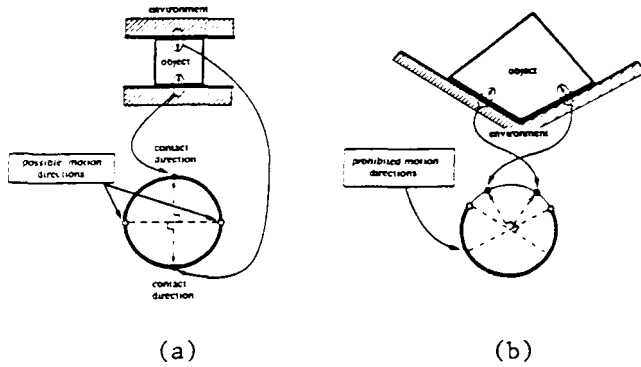 environment
object
contact
direction
possible motion
directions
contact
direction
(a)
object
environment
prohibited motion
directions
(b)